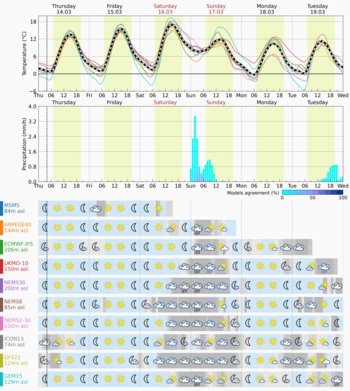 Thursday Friday Saturday Sunday Monday Tuesday
14.03 15.03 16.03 17.03 18.03 19.03
Temperature (°C)
18
12
6
0
−6
Thu 06 12 18 Fri 06 12 18 Sat 06 12 18 Sun 06 12 18 Mon 06 12 18 Tue 06 12 18 Wed
Thursday Friday Saturday Sunday Monday Tuesday
Precipitation (mm/h)
4.0
3.2
2.4
1.6
0.8
0.0
Thu 06 12 18 Fri 06 12 18 Sat 06 12 18 Sun 06 12 18 Mon 06 12 18 Tue 06 12 18 Wed
Models agreement (%)
0 50 100
MSM5
84m asl
ARPEGE40
144m asl
ECMWF-IFS
206m asl
UKMO-10
150m asl
NEMS30
200m asl
NEMS8
85m asl
NEMS2-30
ICON13
74m asl
GFS22
124m asl
GEM15
129m asl